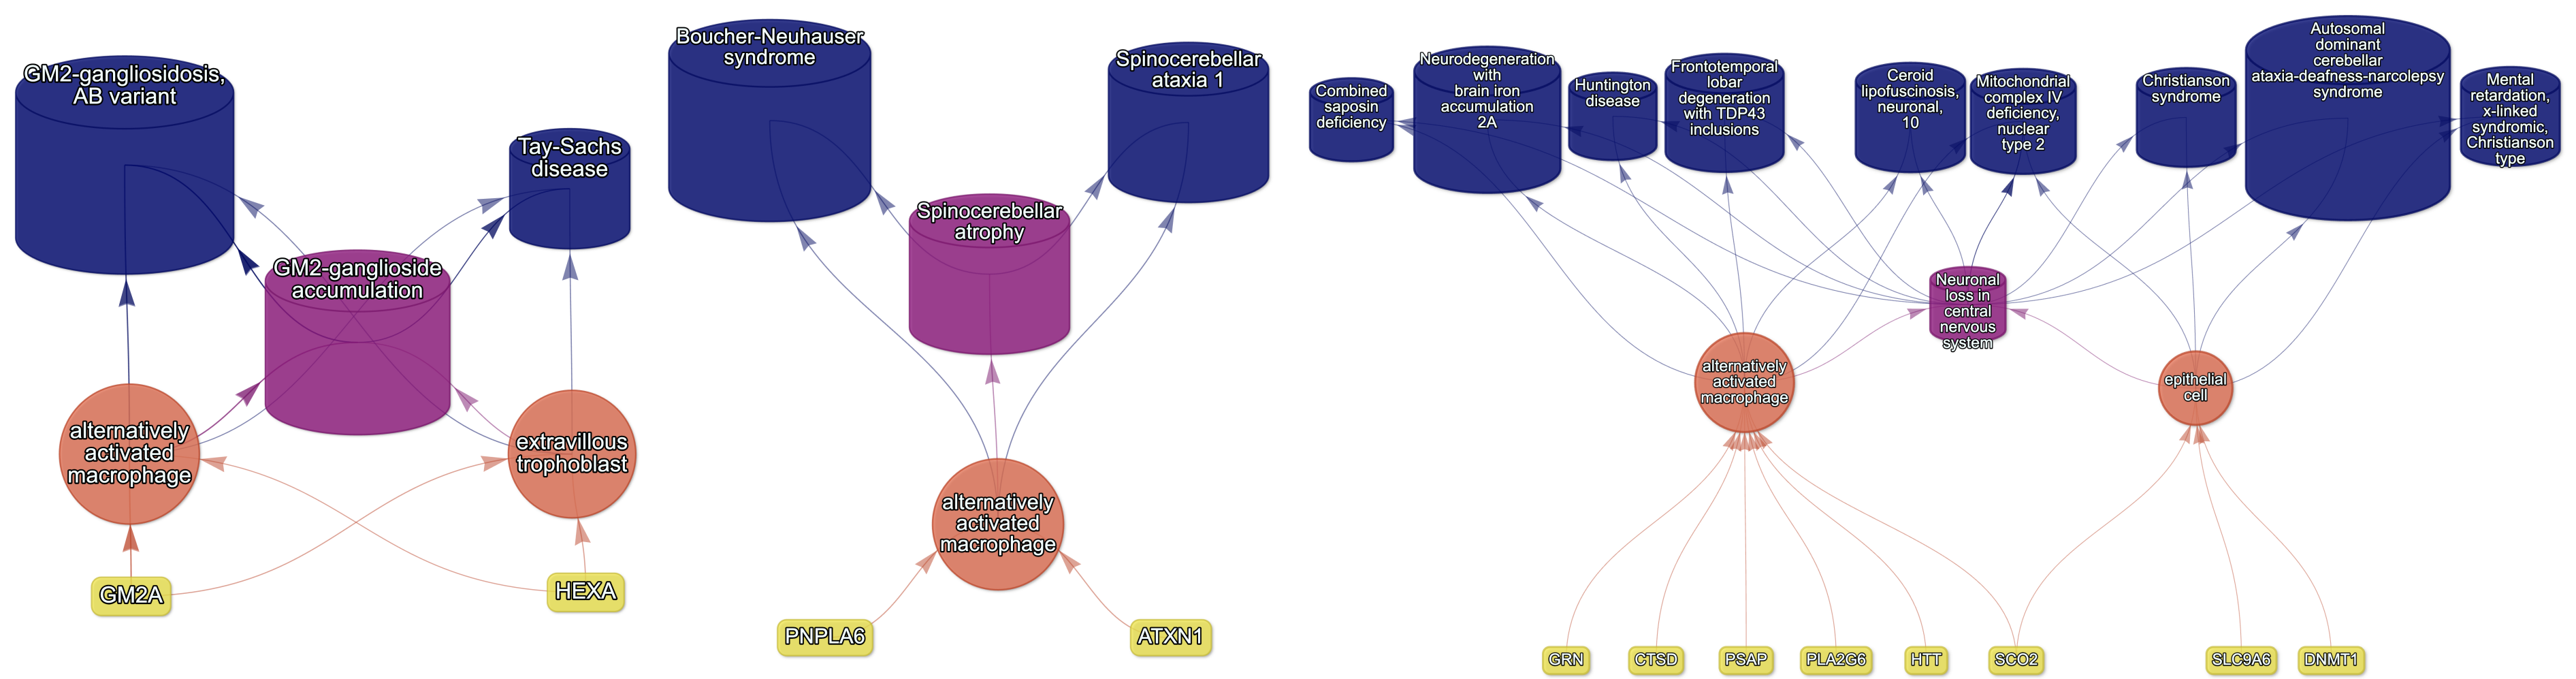 GM2-gangliosidosis,
AB variant
Tay-Sachs
disease
GM2-ganglioside
accumulation
alternatively
activated
macrophage
extravillous
trophoblast
GM2A
HEXA
Boucher-Neuhauser
syndrome
Spinocerebellar
ataxia 1
Spinocerebellar
atrophy
alternatively
activated
macrophage
PNPLA6
ATXN1
Combined
saposin
deficiency
Neurodegeneration
with
brain iron
accumulation
2A
Huntington
disease
Frontotemporal
lobar
degeneration
with TDP43
inclusions
Ceroid
lipofuscinosis,
neuronal,
10
Mitochondrial
complex IV
deficiency,
nuclear
type 2
Christianson
syndrome
Autosomal
dominant
cerebellar
ataxia-deafness-narcolepsy
syndrome
Mental
retardation,
x-linked
syndromic,
Christianson
type
Neuronal
loss in
central
nervous
system
alternatively
activated
macrophage
epithelial
cell
GRN
CTSD
PSAP
PLA2G6
HTT
SCO2
SLC9A6
DNMT1